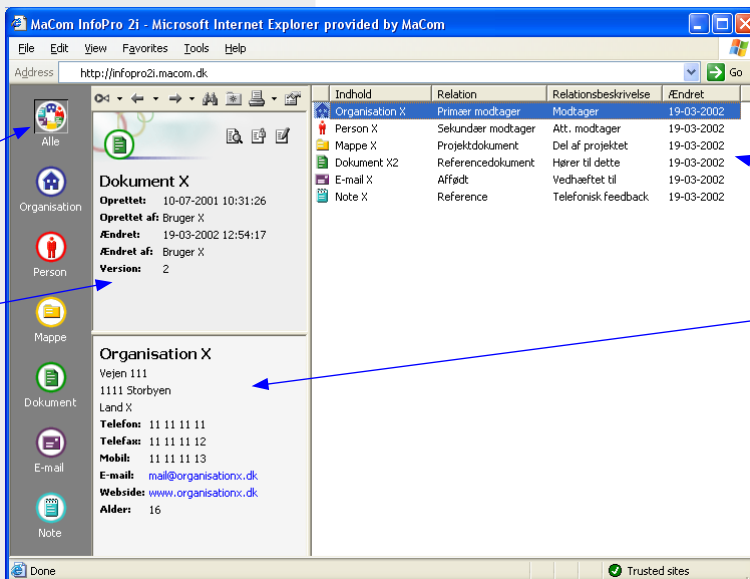 MaCom InfoPro 2i - Microsoft Internet Explorer provided by MaCom
File Edit View Favorites Tools Help
Address http://infopro2i.macom.dk Go
Alle
Organisation
Person
Mappe
Dokument
E-mail
Note
Dokument X
Oprettet: 10-07-2001 10:31:26
Oprettet af: Bruger X
Ændret: 19-03-2002 12:54:17
Ændret af: Bruger X
Version: 2
Organisation X
Vejen 111
1111 Storbyen
Land X
Telefon: 11 11 11 11
Telefax: 11 11 11 12
Mobil: 11 11 11 13
E-mail: mail@organisationx.dk
Webside: www.organisationx.dk
Alder: 16
Indhold Relation Relationsbeskrivelse Ændret
Organisation X Primær modtager Modtager 19-03-2002
Person X Sekundær modtager Att. modtager 19-03-2002
Mappe X Projektdokument Del af projektet 19-03-2002
Dokument X2 Referencedokument Hører til dette 19-03-2002
E-mail X Affødt Vedhæftet til 19-03-2002
Note X Reference Telefonisk feedback 19-03-2002
Done Trusted sites